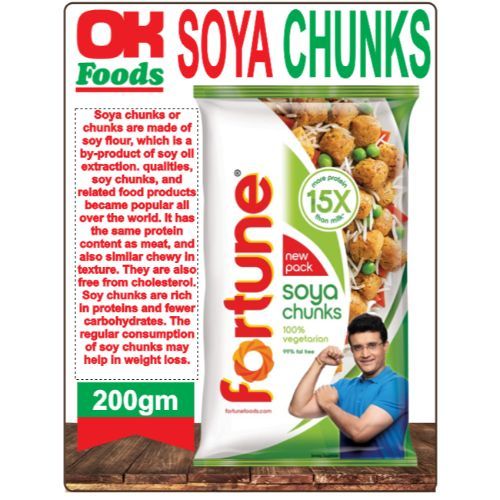 OK
Foods
SOYA CHUNKS
Soya chunks or
chunks are made of
soy flour, which is a
by-product of soy oil
extraction. qualities,
soy chunks, and
related food products
became popular all
over the world. It has
the same protein
content as meat, and
also similar chewy in
texture. They are also
free from cholesterol.
Soy chunks are rich
in proteins and fewer
carbohydrates. The
regular consumption
of soy chunks may
help in weight loss.
200gm
fortune®
more protein
15X
than milk*
new
pack
soya
chunks
100%
vegetarian
99% fat free
fortunefoods.com